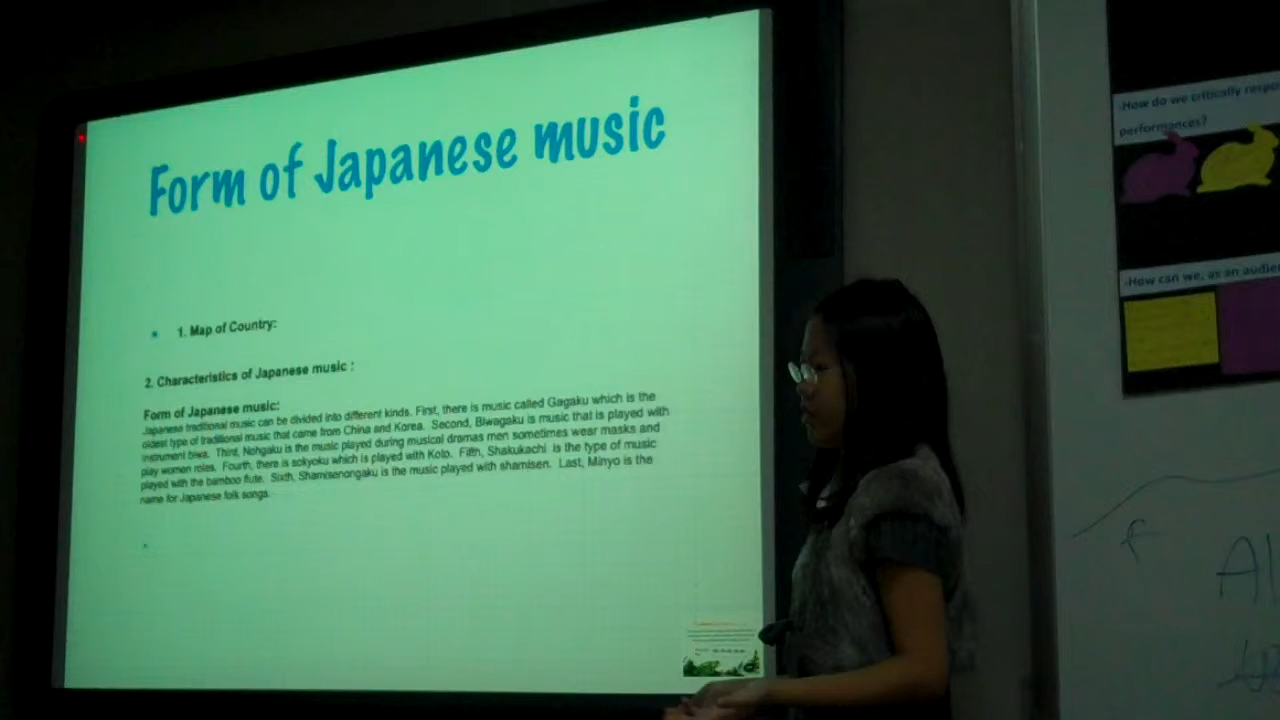 Form of Japanese music
1. Map of Country:
2. Characteristics of Japanese music :
Form of Japanese music:
Japanese traditional music can be divided into different kinds. First, there is music called Gagaku which is the
oldest type of traditional music that came from China and Korea. Second, Biwagaku is music that is played with
instrument biwa. Third, Nohgaku is the music played during musical dramas men sometimes wear masks and
play women roles. Fourth, there is sokyoku which is played with Koto. Fifth, Shakukachi is the type of music
played with the bamboo flute. Sixth, Shamisenongaku is the music played with shamisen. Last, Minyo is the
name for Japanese folk songs.
-How do we critically respo
performances?
-How can we, as an audie